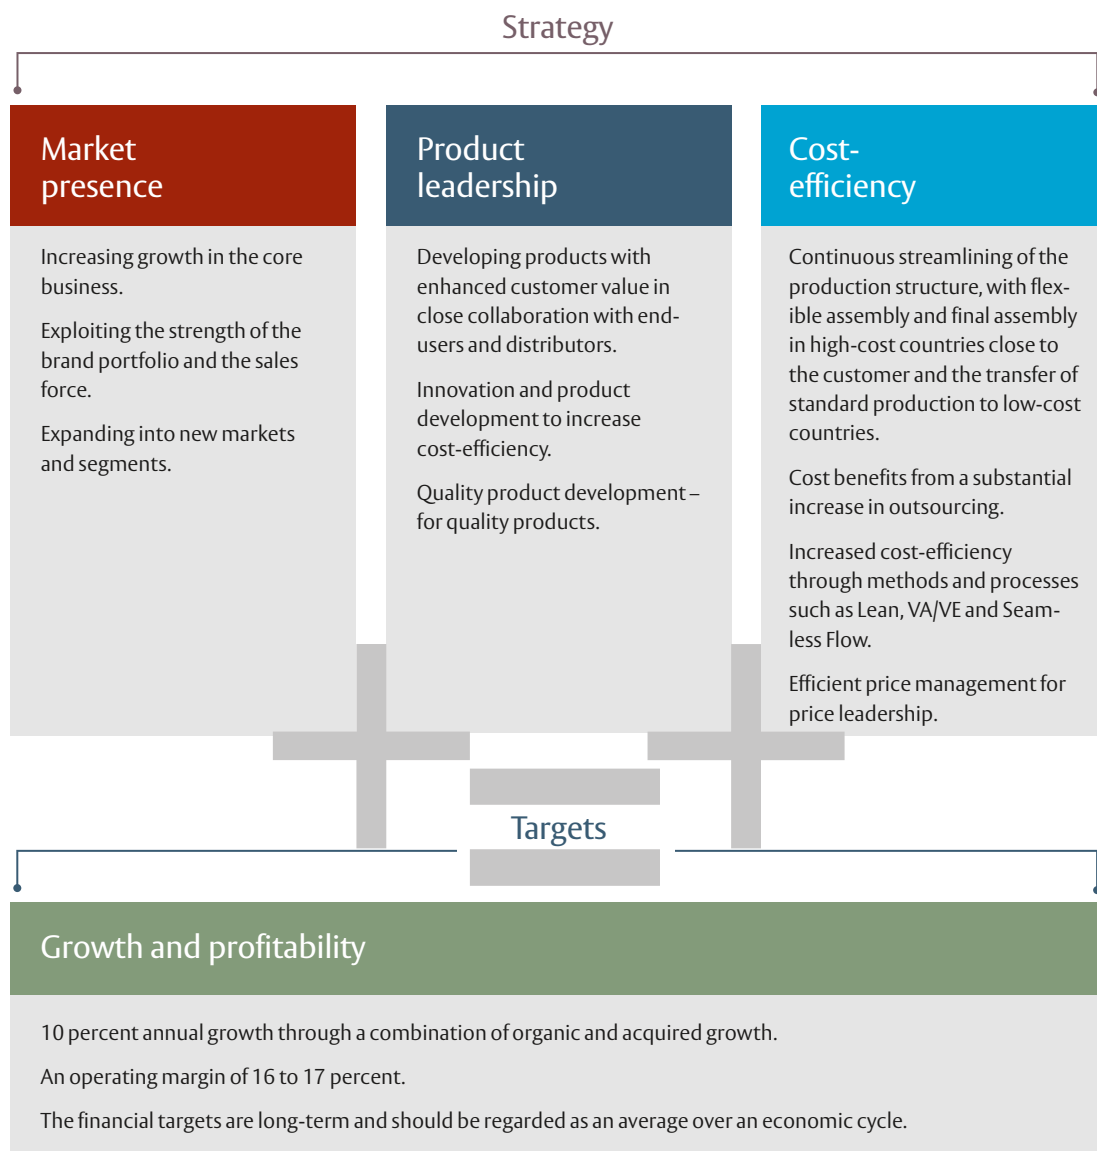 Strategy
Market
presence
Increasing growth in the core
business.
Exploiting the strength of the
brand portfolio and the sales
force.
Expanding into new markets
and segments.
Product
leadership
Developing products with
enhanced customer value in
close collaboration with end-
users and distributors.
Innovation and product
development to increase
cost-efficiency.
Quality product development –
for quality products.
Cost-
efficiency
Continuous streamlining of the
production structure, with flex-
ible assembly and final assembly
in high-cost countries close to
the customer and the transfer of
standard production to low-cost
countries.
Cost benefits from a substantial
increase in outsourcing.
Increased cost-efficiency
through methods and processes
such as Lean, VA/VE and Seam-
less Flow.
Efficient price management for
price leadership.
Targets
Growth and profitability
10 percent annual growth through a combination of organic and acquired growth.
An operating margin of 16 to 17 percent.
The financial targets are long-term and should be regarded as an average over an economic cycle.